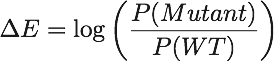 ΔE = log ( P(Mutant) / P(WT) )